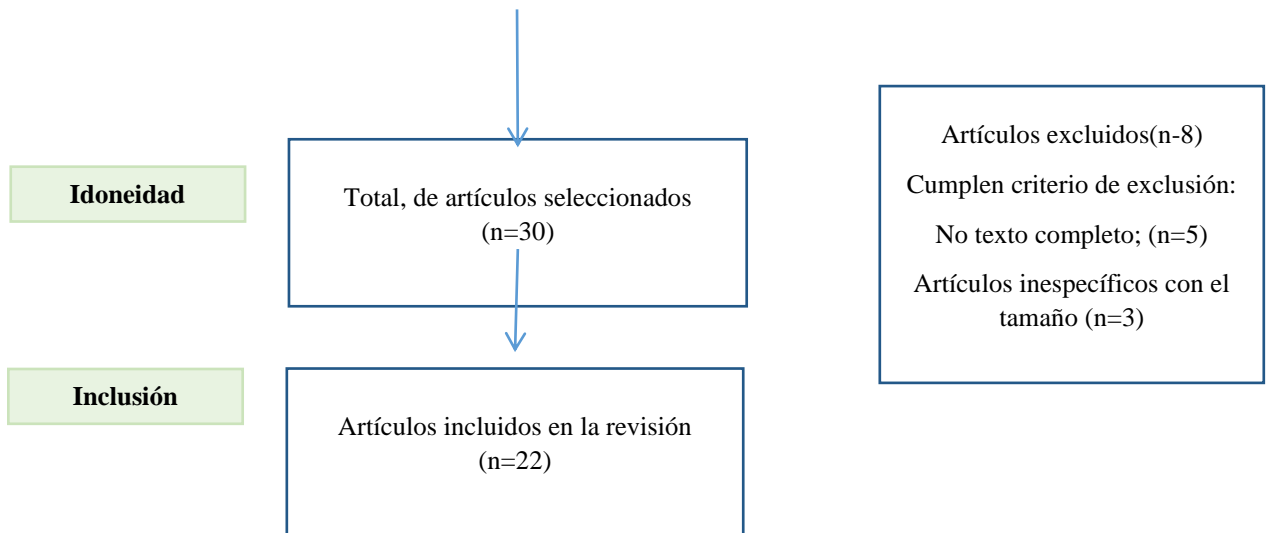 Idoneidad
Total, de artículos seleccionados
(n=30)
Artículos excluidos(n-8)
Cumplen criterio de exclusión:
No texto completo; (n=5)
Artículos inespecíficos con el
tamaño (n=3)
Inclusión
Artículos incluidos en la revisión
(n=22)